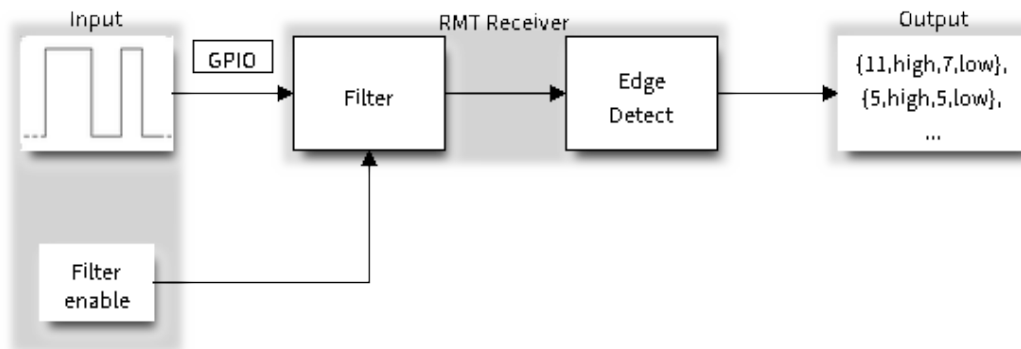 Input
RMT Receiver
Output
GPIO
Filter
Edge
Detect
{11,high,7,low},
{5,high,5,low},
...
Filter
enable